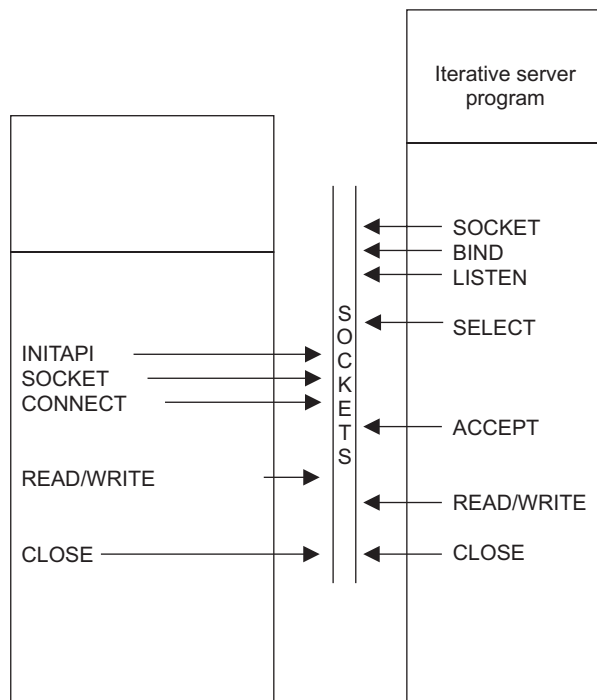 Iterative server
program
SOCKET
BIND
LISTEN
SELECT
INITAPI
SOCKET
CONNECT
SOCKETS
ACCEPT
READ/WRITE
READ/WRITE
CLOSE
CLOSE